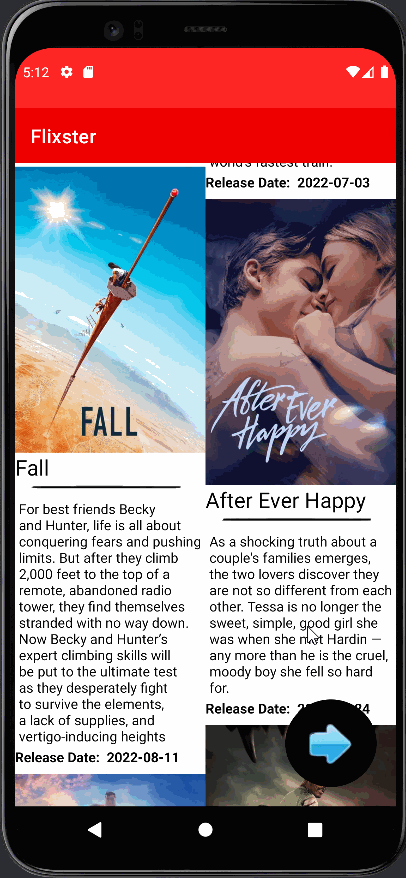 5:12
Flixster
world's fastest train.
Release Date: 2022-07-03
FALL
Fall
For best friends Becky
and Hunter, life is all about
conquering fears and pushing
limits. But after they climb
2,000 feet to the top of a
remote, abandoned radio
tower, they find themselves
stranded with no way down.
Now Becky and Hunter's
expert climbing skills will
be put to the ultimate test
as they desperately fight
to survive the elements,
a lack of supplies, and
vertigo-inducing heights
Release Date: 2022-08-11
After Ever
Happy
After Ever Happy
As a shocking truth about a
couple's families emerges,
the two lovers discover they
are not so different from each
other. Tessa is no longer the
sweet, simple, good girl she
was when she met Hardin —
any more than he is the cruel,
moody boy she fell so hard
for.
Release Date: 24